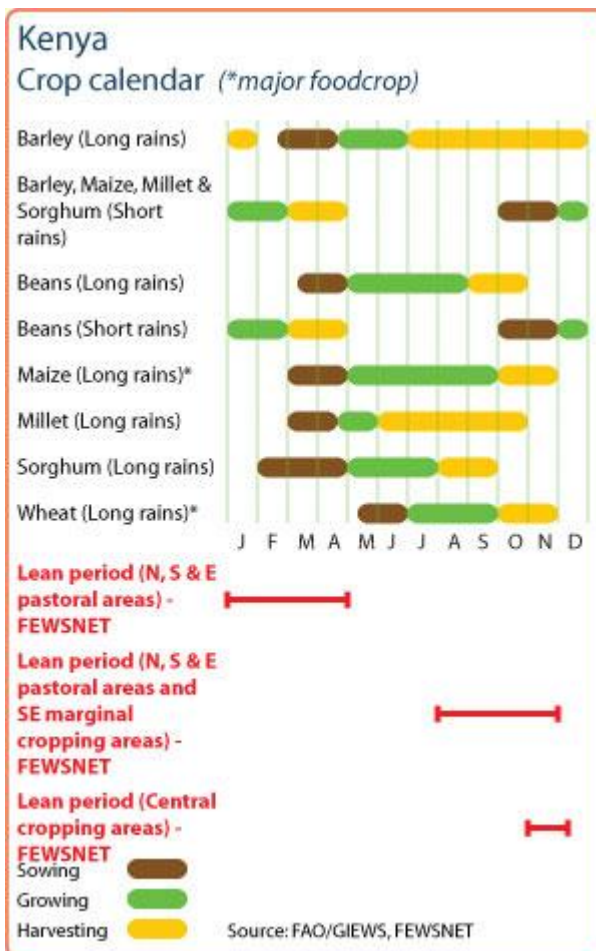 Kenya
Crop calendar (*major foodcrop)
Barley (Long rains)
Barley, Maize, Millet &
Sorghum (Short
rains)
Beans (Long rains)
Beans (Short rains)
Maize (Long rains)*
Millet (Long rains)
Sorghum (Long rains)
Wheat (Long rains)*
J F M A M J J A S O N D
Lean period (N, S & E
pastoral areas) -
FEWSNET
Lean period (N, S & E
pastoral areas and
SE marginal
cropping areas) -
FEWSNET
Lean period (Central
cropping areas) -
FEWSNET
Sowing
Growing
Harvesting
Source: FAO/GIEWS, FEWSNET